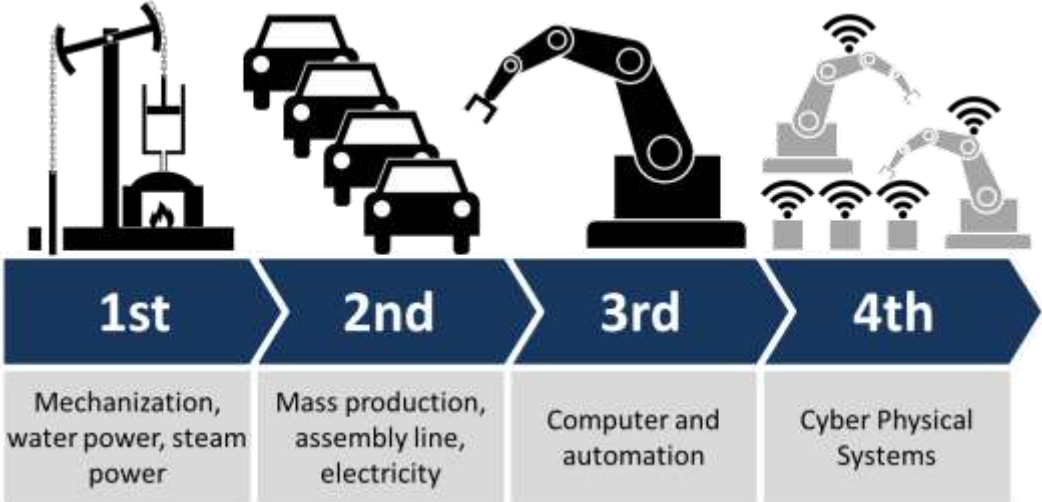 1st
2nd
3rd
4th
Mechanization,
water power, steam
power
Mass production,
assembly line,
electricity
Computer and
automation
Cyber Physical
Systems